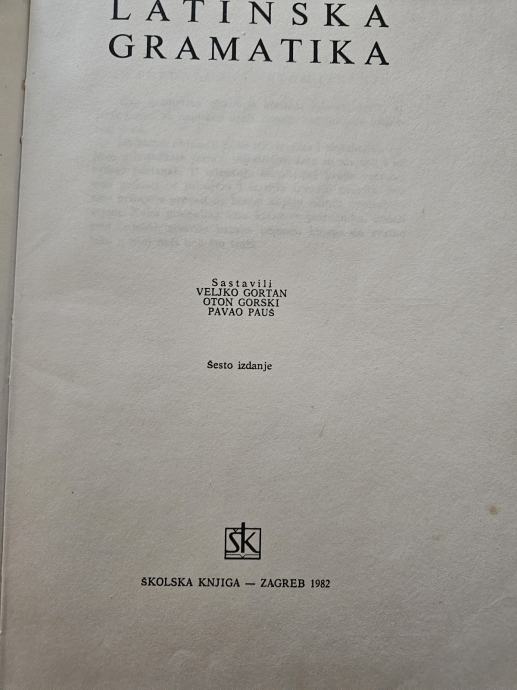 LATINSKA
GRAMATIKA
Sastavili
VELJKO GORTAN
OTON GORSKI
PAVAO PAUŠ
Šesto izdanje
ŠK
ŠKOLSKA KNJIGA — ZAGREB 1982